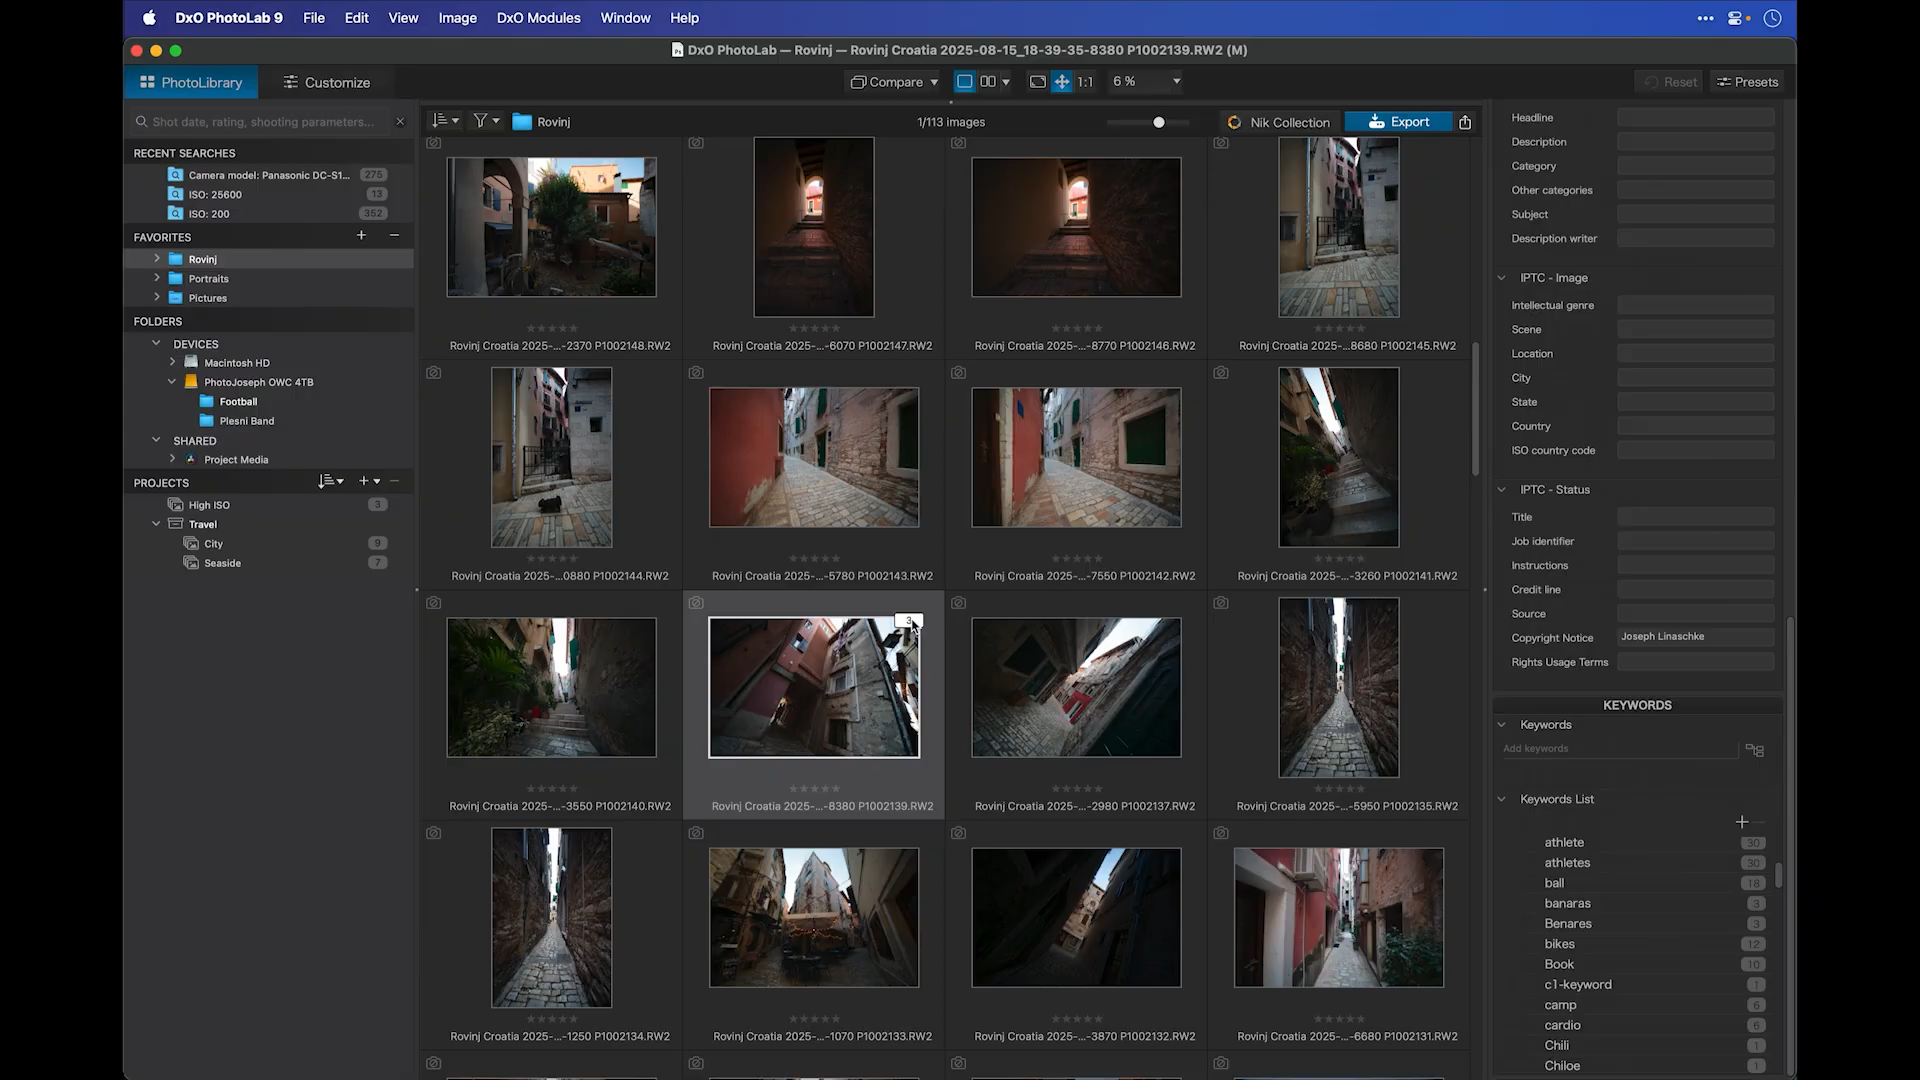 DxO PhotoLab 9 File Edit View Image DxO Modules Window Help
DxO PhotoLab — Rovinj — Rovinj Croatia 2025-08-15_18-39-35-8380 P1002139.RW2 (M)
PhotoLibrary Customize Compare 1:1 6 % Reset Presets
Shot date, rating, shooting parameters...
Rovinj 1/113 images Nik Collection Export
RECENT SEARCHES
Camera model: Panasonic DC-S1... 275
ISO: 25600 13
ISO: 200 352
FAVORITES
Rovinj
Portraits
Pictures
FOLDERS
DEVICES
Macintosh HD
PhotoJoseph OWC 4TB
Football
Plesni Band
SHARED
Project Media
PROJECTS
High ISO 3
Travel
City 9
Seaside 7
Rovinj Croatia 2025-...-2370 P1002148.RW2
Rovinj Croatia 2025-...-6070 P1002147.RW2
Rovinj Croatia 2025-...-8770 P1002146.RW2
Rovinj Croatia 2025-...8680 P1002145.RW2
Rovinj Croatia 2025-...0880 P1002144.RW2
Rovinj Croatia 2025-...-5780 P1002143.RW2
Rovinj Croatia 2025-...-7550 P1002142.RW2
Rovinj Croatia 2025-...-3260 P1002141.RW2
3
Rovinj Croatia 2025-...-3550 P1002140.RW2
Rovinj Croatia 2025-...-8380 P1002139.RW2
Rovinj Croatia 2025-...-2980 P1002137.RW2
Rovinj Croatia 2025-...-5950 P1002135.RW2
Rovinj Croatia 2025-...-1250 P1002134.RW2
Rovinj Croatia 2025-...-1070 P1002133.RW2
Rovinj Croatia 2025-...-3870 P1002132.RW2
Rovinj Croatia 2025-...-6680 P1002131.RW2
Headline
Description
Category
Other categories
Subject
Description writer
IPTC - Image
Intellectual genre
Scene
Location
City
State
Country
ISO country code
IPTC - Status
Title
Job identifier
Instructions
Credit line
Source
Copyright Notice Joseph Linaschke
Rights Usage Terms
KEYWORDS
Keywords
Add keywords
Keywords List
athlete 30
athletes 30
ball 18
banaras 3
Benares 3
bikes 12
Book 10
c1-keyword 1
camp 6
cardio 6
Chili 1
Chiloe 1